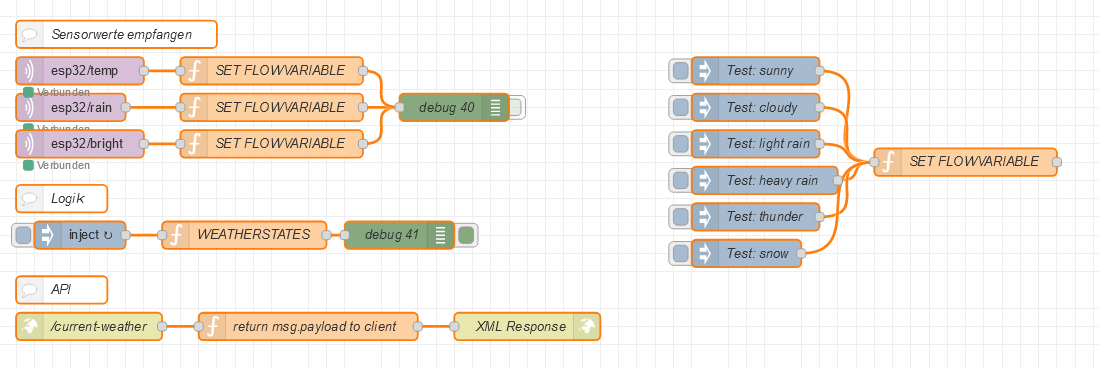 Sensorwerte empfangen
esp32/temp
SET FLOWVARIABLE
Verbunden
esp32/rain
SET FLOWVARIABLE
debug 40
Verbunden
esp32/bright
SET FLOWVARIABLE
Verbunden
Logik
inject ↻
WEATHERSTATES
debug 41
API
/current-weather
return msg.payload to client
XML Response
Test: sunny
Test: cloudy
Test: light rain
Test: heavy rain
Test: thunder
Test: snow
SET FLOWVARIABLE